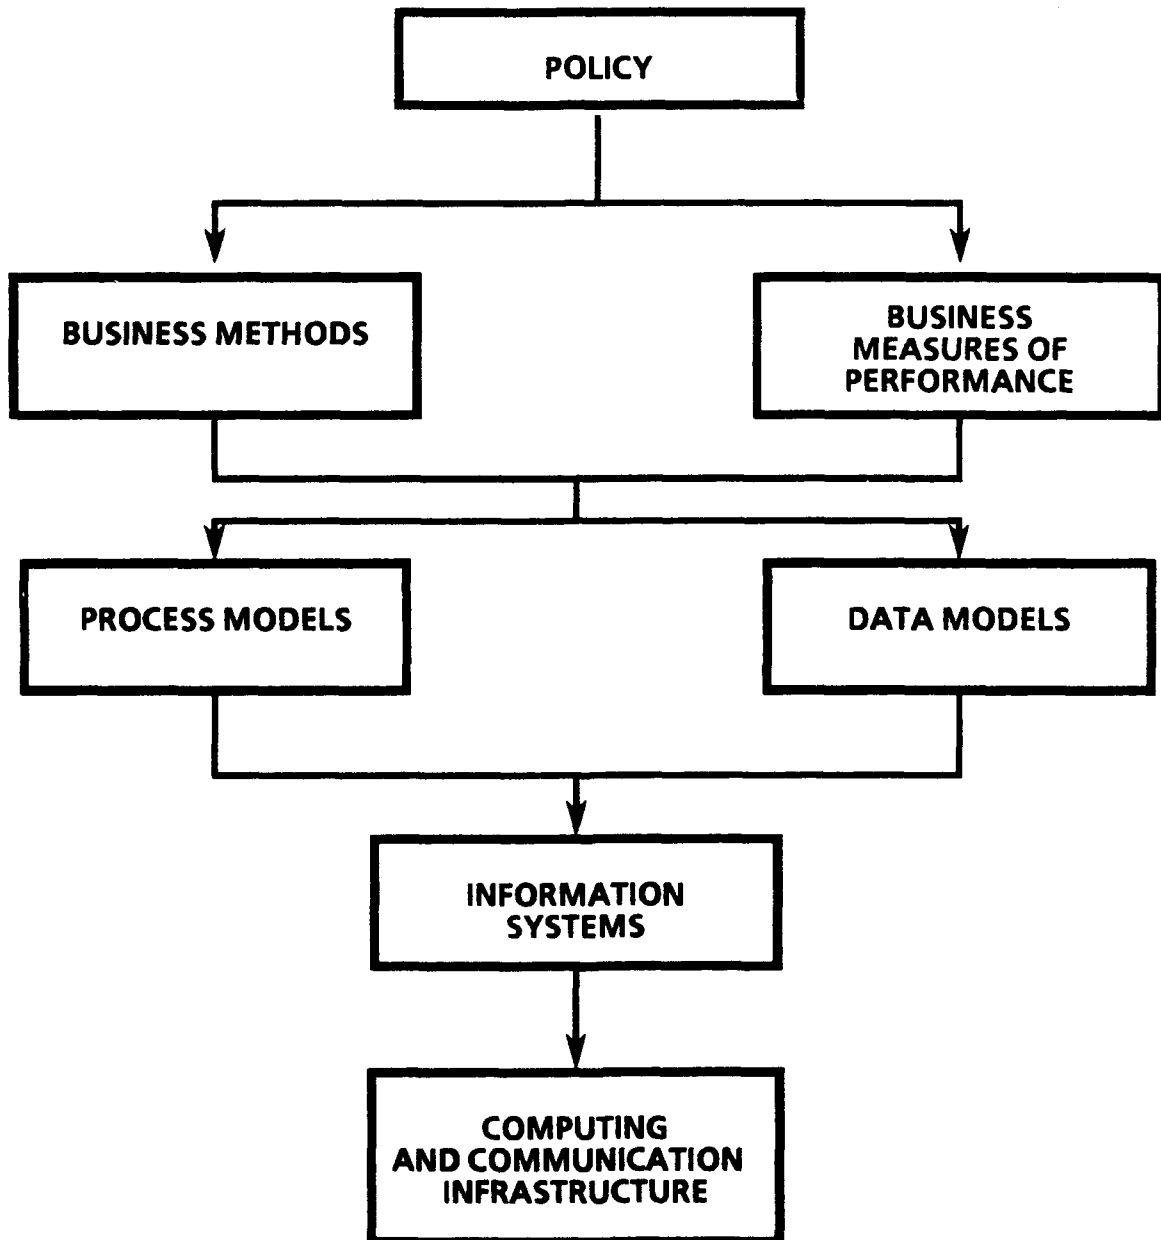 POLICY
BUSINESS METHODS
BUSINESS
MEASURES OF
PERFORMANCE
PROCESS MODELS
DATA MODELS
INFORMATION
SYSTEMS
COMPUTING
AND COMMUNICATION
INFRASTRUCTURE